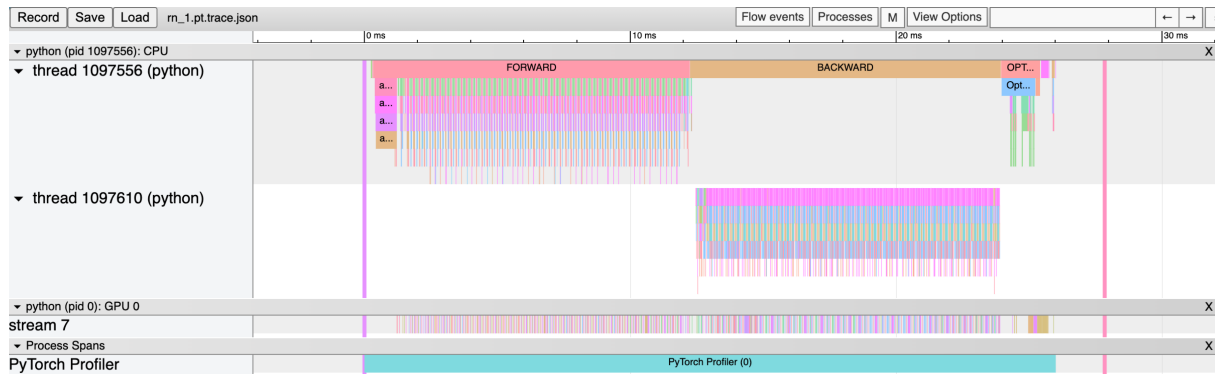 Record Save Load rn_1.pt.trace.json Flow events Processes M View Options ← →
0 ms 10 ms 20 ms 30 ms
python (pid 1097556): CPU X
thread 1097556 (python) FORWARD BACKWARD OPT...
a... Opt...
a...
a...
a...
thread 1097610 (python)
python (pid 0): GPU 0 X
stream 7
Process Spans X
PyTorch Profiler PyTorch Profiler (0)